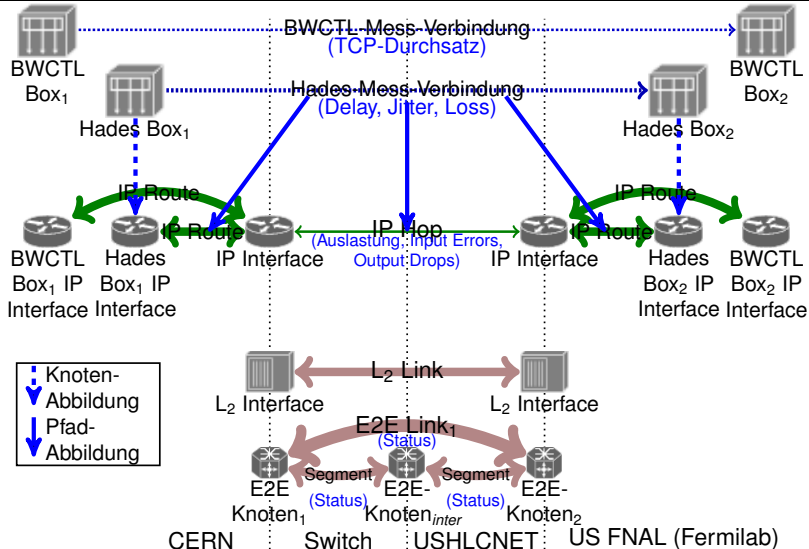 BWCTL-Mess-Verbindung
(TCP-Durchsatz)
BWCTL
Box1
BWCTL
Box2
Hades-Mess-Verbindung
(Delay, Jitter, Loss)
Hades Box1
Hades Box2
IP Route
IP Route
IP Route
IP Hop
IP Route
(Auslastung, Input Errors,
Output Drops)
BWCTL
Box1 IP
Interface
Hades
Box1 IP
Interface
IP Interface
IP Interface
Hades
Box2 IP
Interface
BWCTL
Box2 IP
Interface
Knoten-
Abbildung
Pfad-
Abbildung
L2 Link
L2 Interface
L2 Interface
E2E Link1
(Status)
Segment
(Status)
Segment
(Status)
E2E
Knoten1
E2E-
Knoteninter
E2E-
Knoten2
CERN
Switch
USHLCNET
US FNAL (Fermilab)